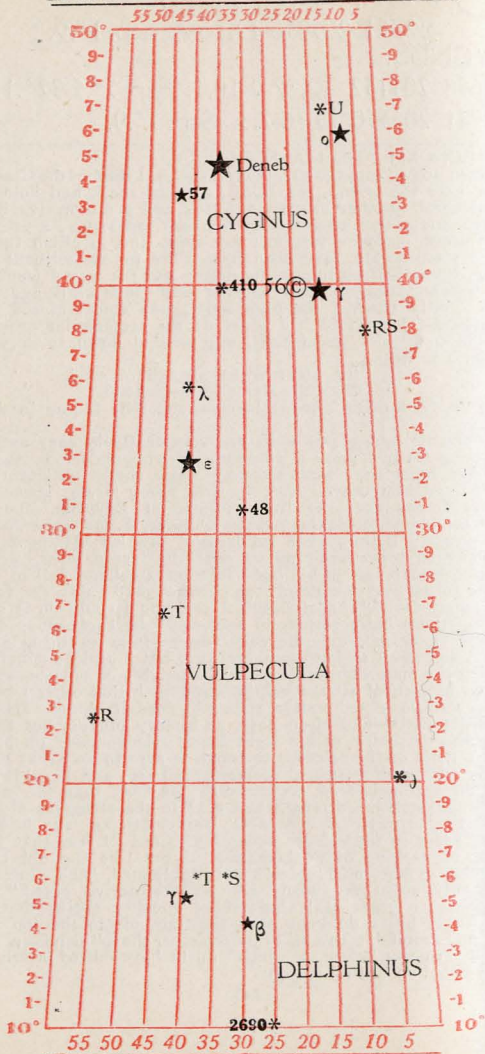 55 50 45 40 35 30 25 20 15 10 5
50° 50°
9- -9
8- -8
7- *U -7
6- o★ -6
5- ★Deneb -5
4- ★57 -4
3- -3
2- CYGNUS -2
1- -1
40° *410 56© ★γ 40°
9- -9
8- *RS -8
7- -7
6- *λ -6
5- -5
4- -4
3- ★ε -3
2- -2
1- *48 -1
30° 30°
9- -9
8- -8
7- *T -7
6- -6
5- -5
4- VULPECULA -4
3- *R -3
2- -2
1- -1
20° 20°
9- -9
8- -8
7- -7
6- *T *S -6
5- γ★ -5
4- ★β -4
3- -3
2- DELPHINUS -2
1- -1
10° 2690* 10°
55 50 45 40 35 30 25 20 15 10 5